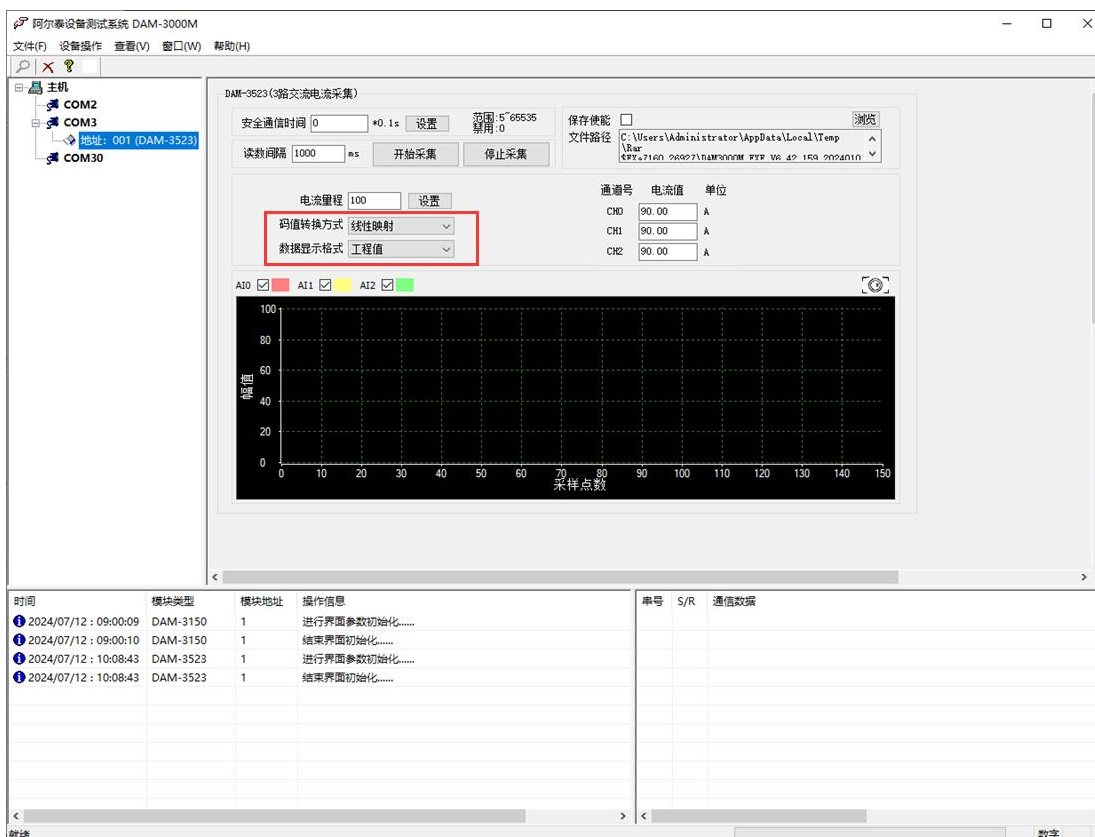 阿尔泰设备测试系统 DAM-3000M
文件(F) 设备操作 查看(V) 窗口(W) 帮助(H)
主机
COM2
COM3
地址：001 (DAM-3523)
COM30
DAM-3523(3路交流电流采集)
安全通信时间 0 *0.1s 设置 范围:5~65535
禁用:0
读数间隔 1000 ms 开始采集 停止采集
保存使能 浏览
文件路径 C:\Users\Administrator\AppData\Local\Temp
\Rar
$EXa7160.26927\DAM3000M.EXE V6.42.159.2024010
电流量程 100 设置
码值转换方式 线性映射
数据显示格式 工程值
通道号 电流值 单位
CH0 90.00 A
CH1 90.00 A
CH2 90.00 A
AI0 AI1 AI2
幅值
100
80
60
40
20
0
0 10 20 30 40 50 60 70 80 90 100 110 120 130 140 150
采样点数
时间 模块类型 模块地址 操作信息
2024/07/12 : 09:00:09 DAM-3150 1 进行界面参数初始化......
2024/07/12 : 09:00:10 DAM-3150 1 结束界面初始化......
2024/07/12 : 10:08:43 DAM-3523 1 进行界面参数初始化......
2024/07/12 : 10:08:43 DAM-3523 1 结束界面初始化......
串号 S/R 通信数据
就绪 数字